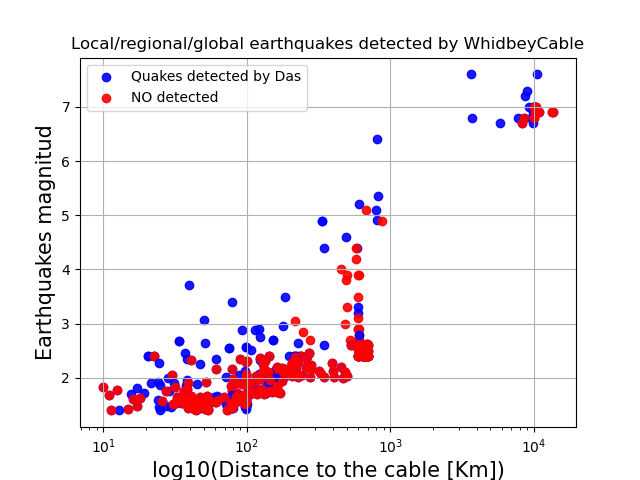 Local/regional/global earthquakes detected by WhidbeyCable
Quakes detected by Das
NO detected
Earthquakes magnitud
7
6
5
4
3
2
10¹ 10² 10³ 10⁴
log10(Distance to the cable [Km])